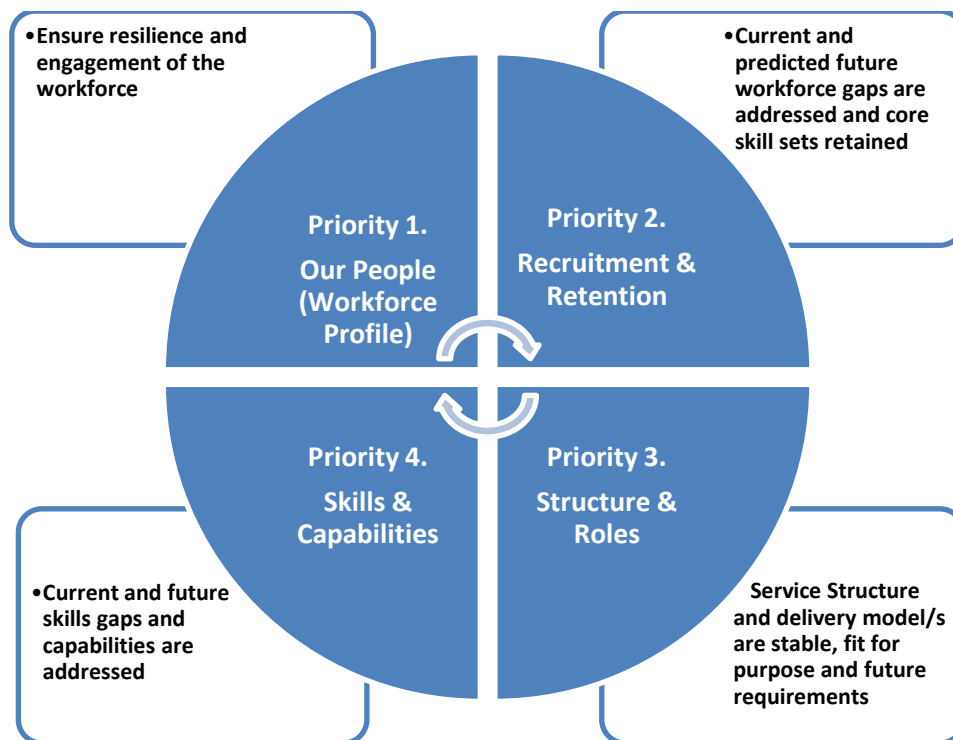 •Ensure resilience and
engagement of the
workforce
•Current and
predicted future
workforce gaps are
addressed and core
skill sets retained
Priority 1.
Our People
(Workforce
Profile)
Priority 2.
Recruitment &
Retention
Priority 4.
Skills &
Capabilities
Priority 3.
Structure &
Roles
•Current and future
skills gaps and
capabilities are
addressed
Service Structure
and delivery model/s
are stable, fit for
purpose and future
requirements